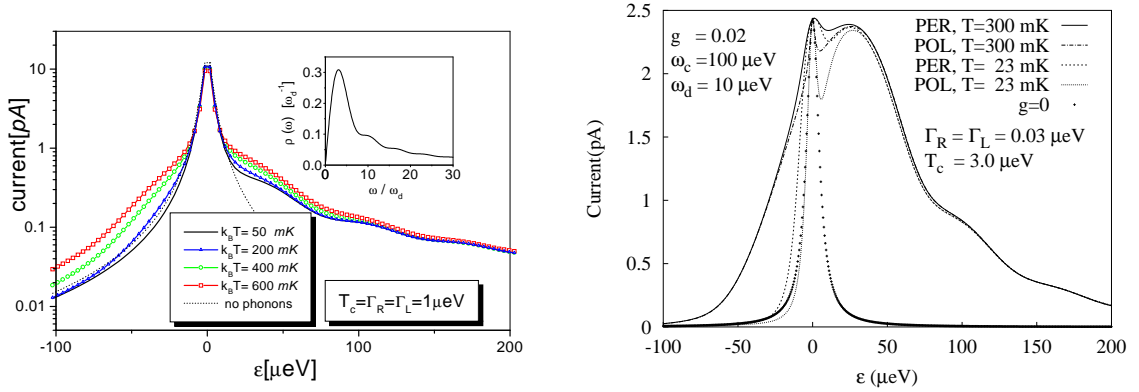 current[pA]
10
1
0.1
0.01
-100
0
100
200
ε[μeV]
ρ (ω) [ω_d^-1]
0.3
0.2
0.1
0.0
0 5 10 15 20 25 30
ω / ω_d
k_BT= 50 mK
k_BT= 200 mK
k_BT= 400 mK
k_BT= 600 mK
no phonons
T_c=Γ_R=Γ_L=1μeV
Current(pA)
2.5
2
1.5
1
0.5
0
-100 -50 0 50 100 150 200
ε (μeV)
g = 0.02
ω_c =100 μeV
ω_d = 10 μeV
PER, T=300 mK
POL, T=300 mK
PER, T= 23 mK
POL, T= 23 mK
g=0
Γ_R = Γ_L = 0.03 μeV
T_c = 3.0 μeV